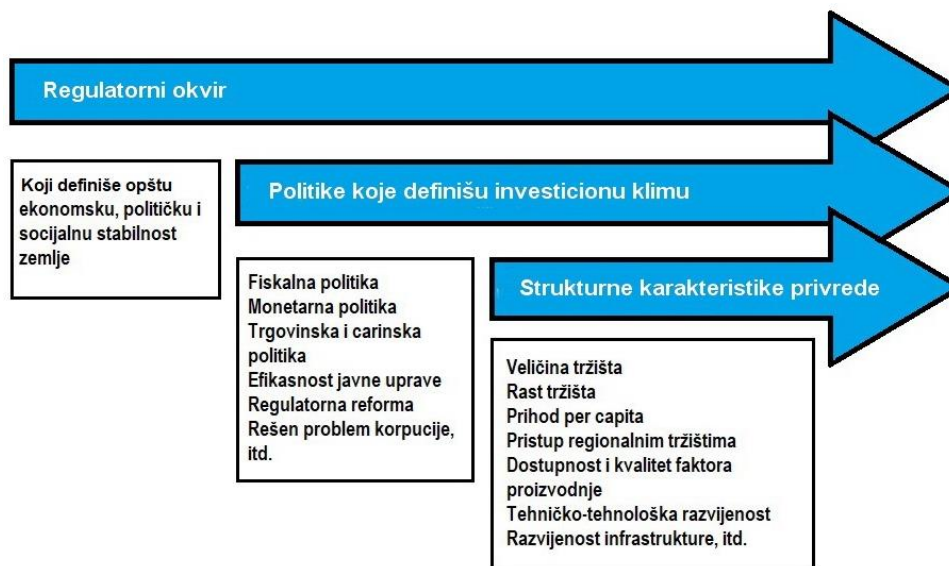 Regulatorni okvir
Koji definiše opštu
ekonomsku, političku i
socijalnu stabilnost
zemlje
Politike koje definišu investicionu klimu
Fiskalna politika
Monetarna politika
Trgovinska i carinska
politika
Efikasnost javne uprave
Regulatorna reforma
Rešen problem korpucije,
itd.
Strukturne karakteristike privrede
Veličina tržišta
Rast tržišta
Prihod per capita
Pristup regionalnim tržištima
Dostupnost i kvalitet faktora
proizvodnje
Tehničko-tehnološka razvijenost
Razvijenost infrastrukture, itd.